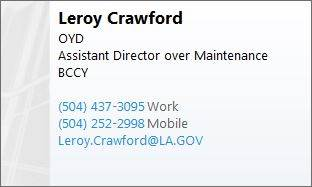 Leroy Crawford
OYD
Assistant Director over Maintenance
BCCY
(504) 437-3095 Work
(504) 252-2998 Mobile
Leroy.Crawford@LA.GOV